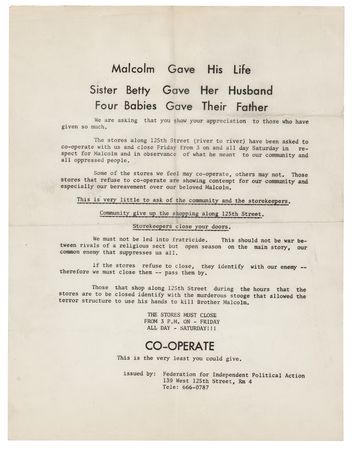 Malcolm Gave His Life
Sister Betty Gave Her Husband
Four Babies Gave Their Father
We are asking that you show your appreciation to those who have
given so much.
The stores along 125th Street (river to river) have been asked to
co-operate with us and close Friday from 3 on and all day Saturday in re-
spect for Malcolm and in observance of what he meant to our community and
all oppressed people.
Some of the stores we feel may co-operate, others may not. Those
stores that refuse to co-operate are showing contempt for our community and
especially our bereavement over our beloved Malcolm.
This is very little to ask of the community and the storekeepers.
Community give up the shopping along 125th Street.
Storekeepers close your doors.
We must not be led into fratricide. This should not be war be-
tween rivals of a religious sect but open season on the main story, our
common enemy that suppresses us all.
If the stores refuse to close, they identify with our enemy --
therefore we must close them -- pass them by.
Those that shop along 125th Street during the hours that the
stores are to be closed identify with the murderous stooge that allowed the
terror structure to use his hands to kill Brother Malcolm.
THE STORES MUST CLOSE
FROM 3 P.M. ON - FRIDAY
ALL DAY - SATURDAY!!!
CO-OPERATE
This is the very least you could give.
issued by: Federation for Independent Political Action
139 West 125th Street, Rm 4
Tele: 666-0787